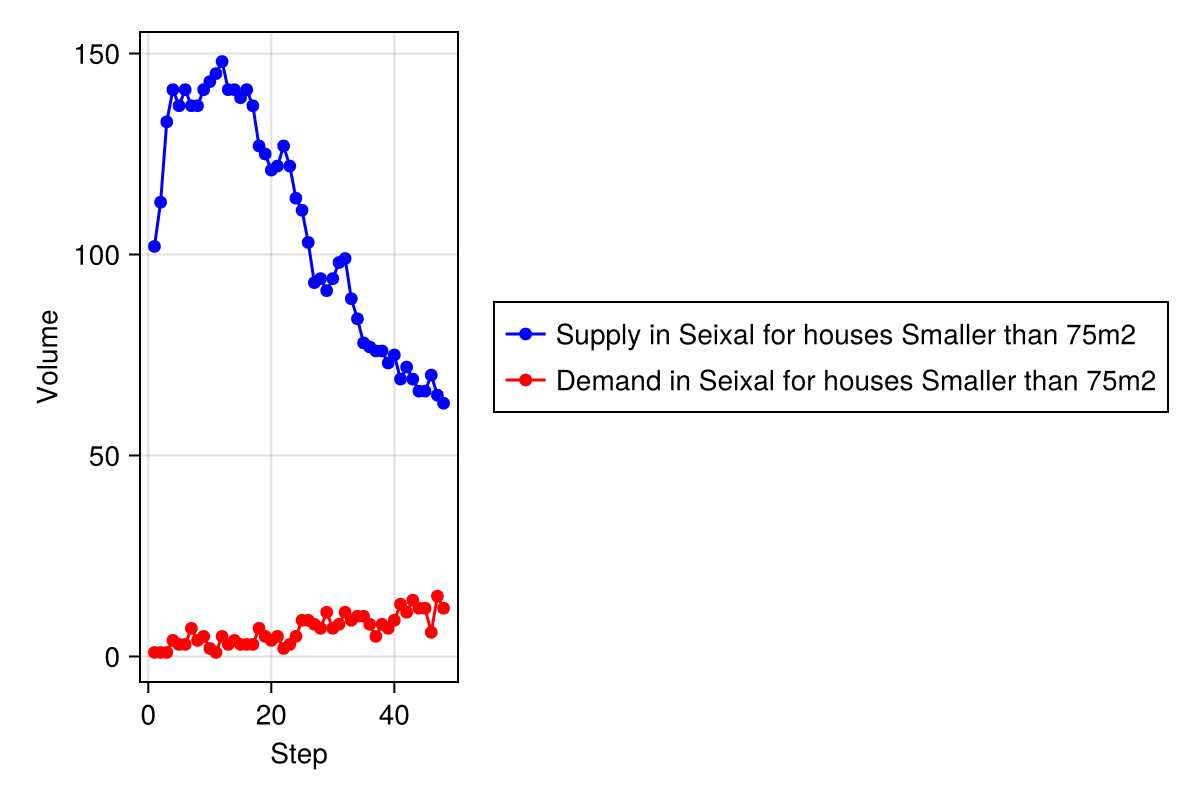 150
100
50
0
Volume
0 20 40
Step
Supply in Seixal for houses Smaller than 75m2
Demand in Seixal for houses Smaller than 75m2